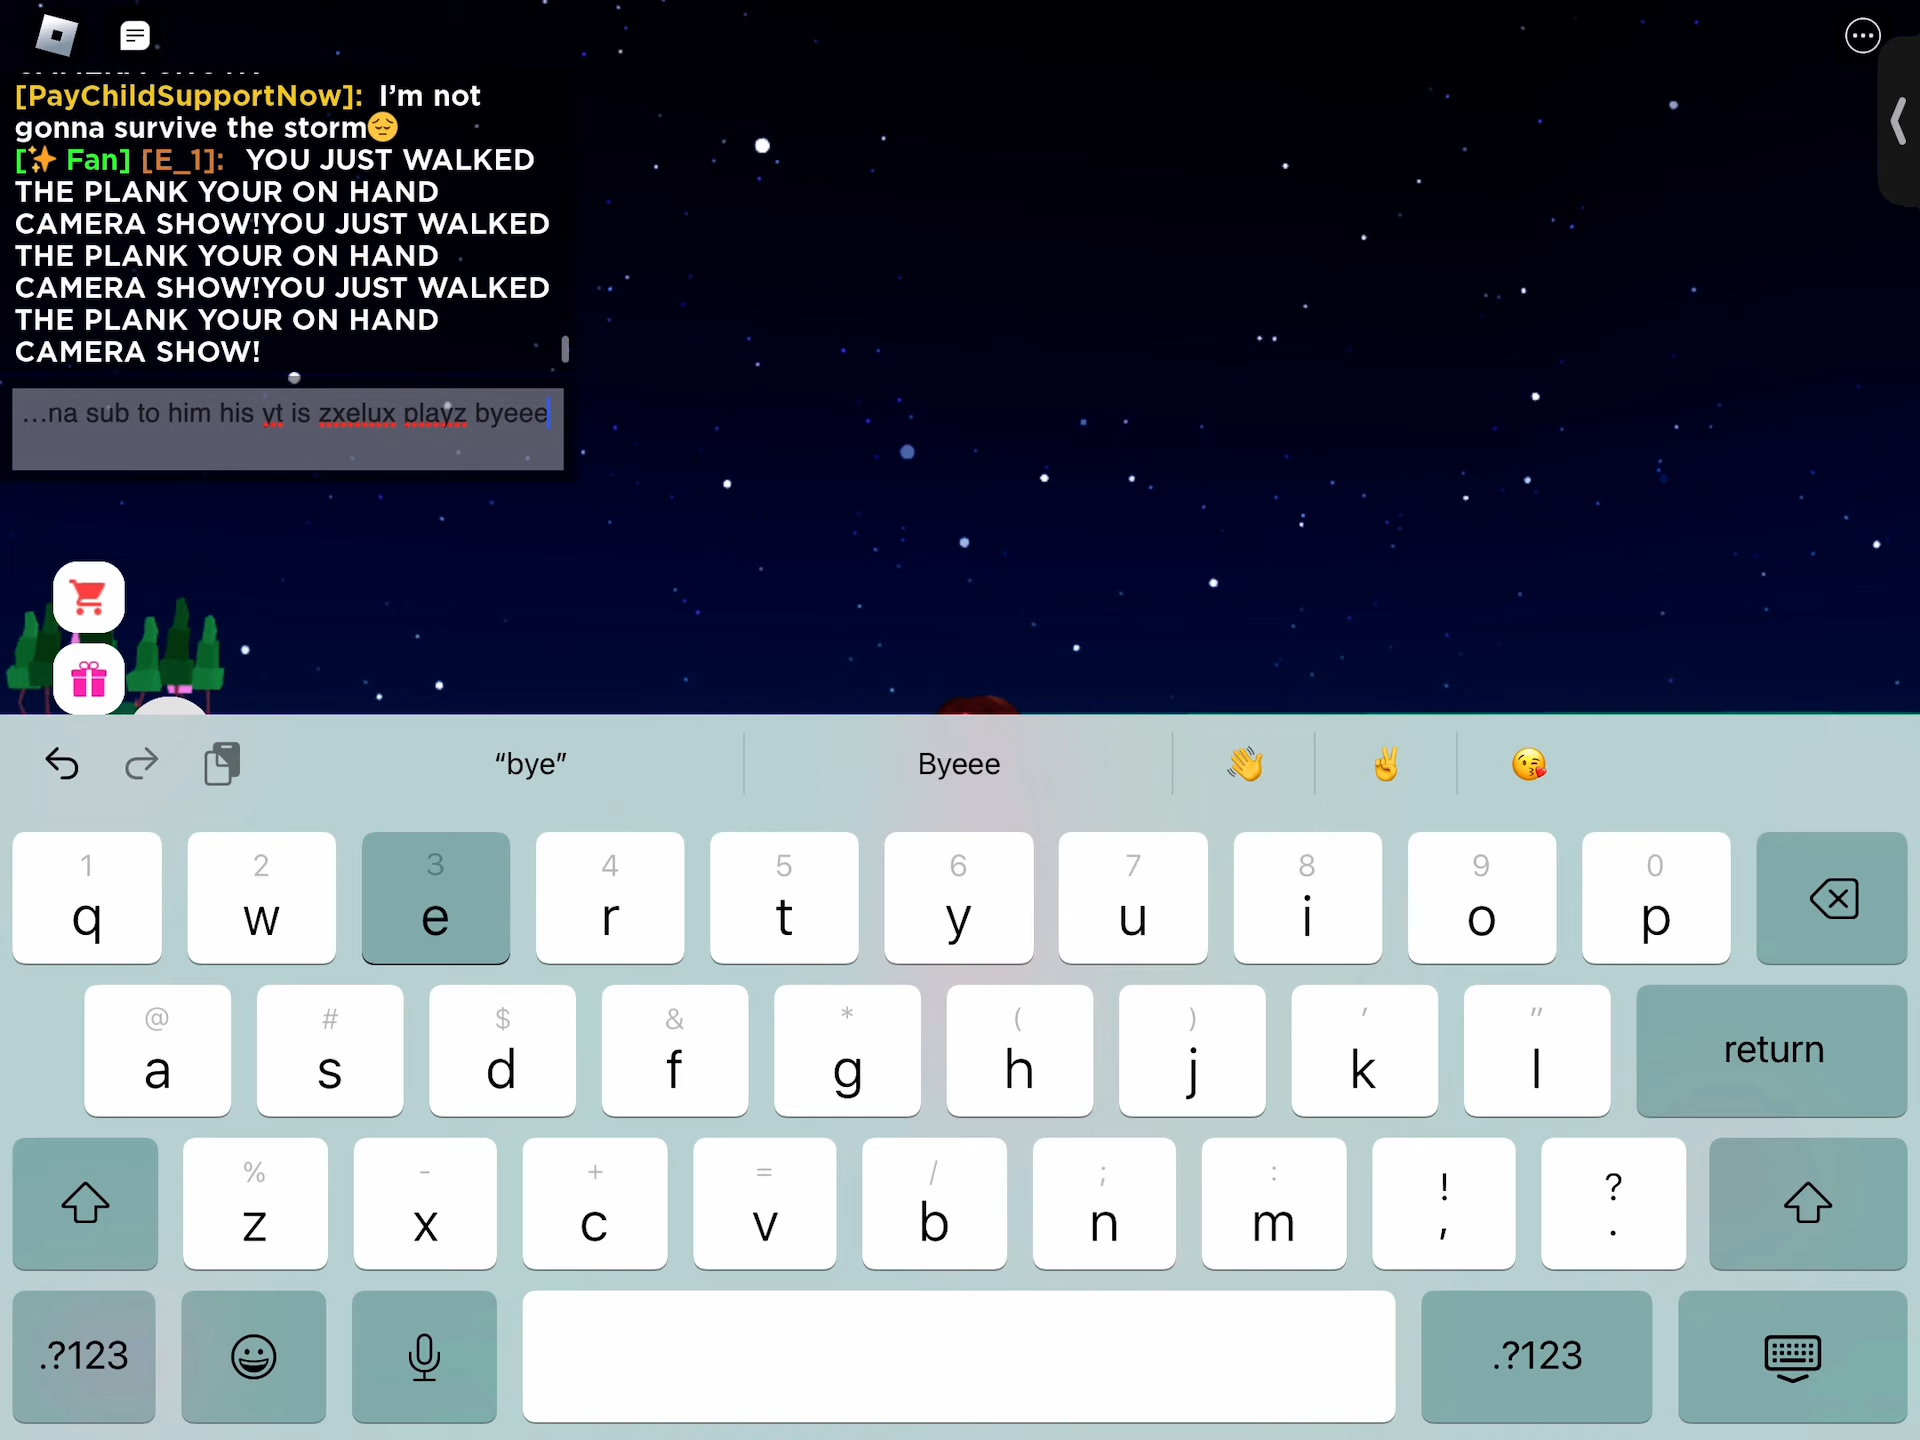 [PayChildSupportNow]: I’m not
gonna survive the storm😔
[✨ Fan] [E_1]: YOU JUST WALKED
THE PLANK YOUR ON HAND
CAMERA SHOW!YOU JUST WALKED
THE PLANK YOUR ON HAND
CAMERA SHOW!YOU JUST WALKED
THE PLANK YOUR ON HAND
CAMERA SHOW!
...na sub to him his yt is zxelux playz byeee
“bye” Byeee 👋 ✌️ 😘
1 2 3 4 5 6 7 8 9 0
q w e r t y u i o p
@ # $ & * ( ) ' "
a s d f g h j k l return
% - + = / ; : ! ?
z x c v b n m , .
.?123 .?123